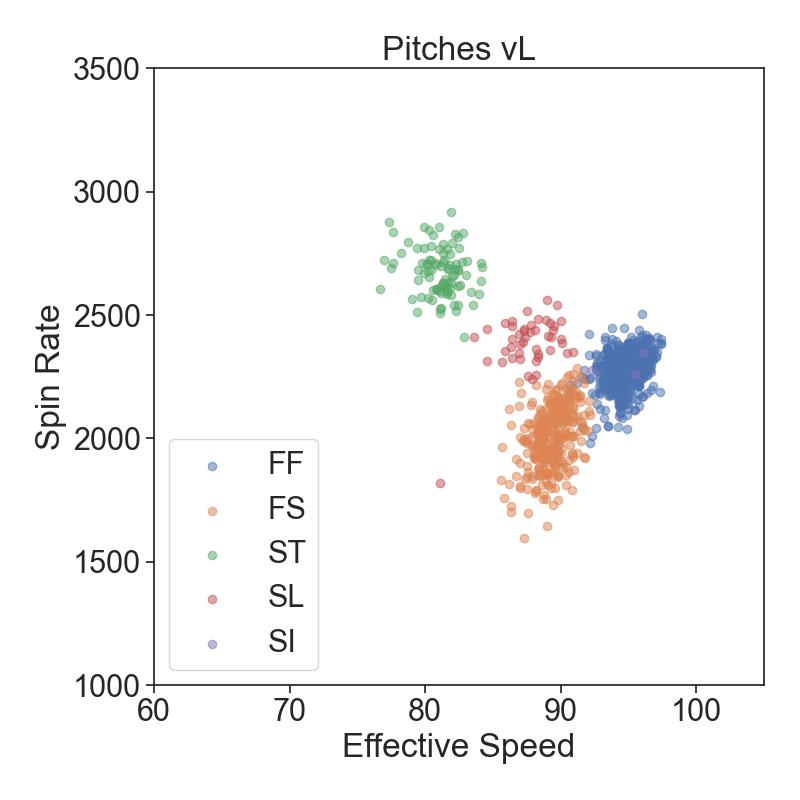 Pitches vL
3500
3000
2500
2000
1500
1000
Spin Rate
FF
FS
ST
SL
SI
60 70 80 90 100
Effective Speed